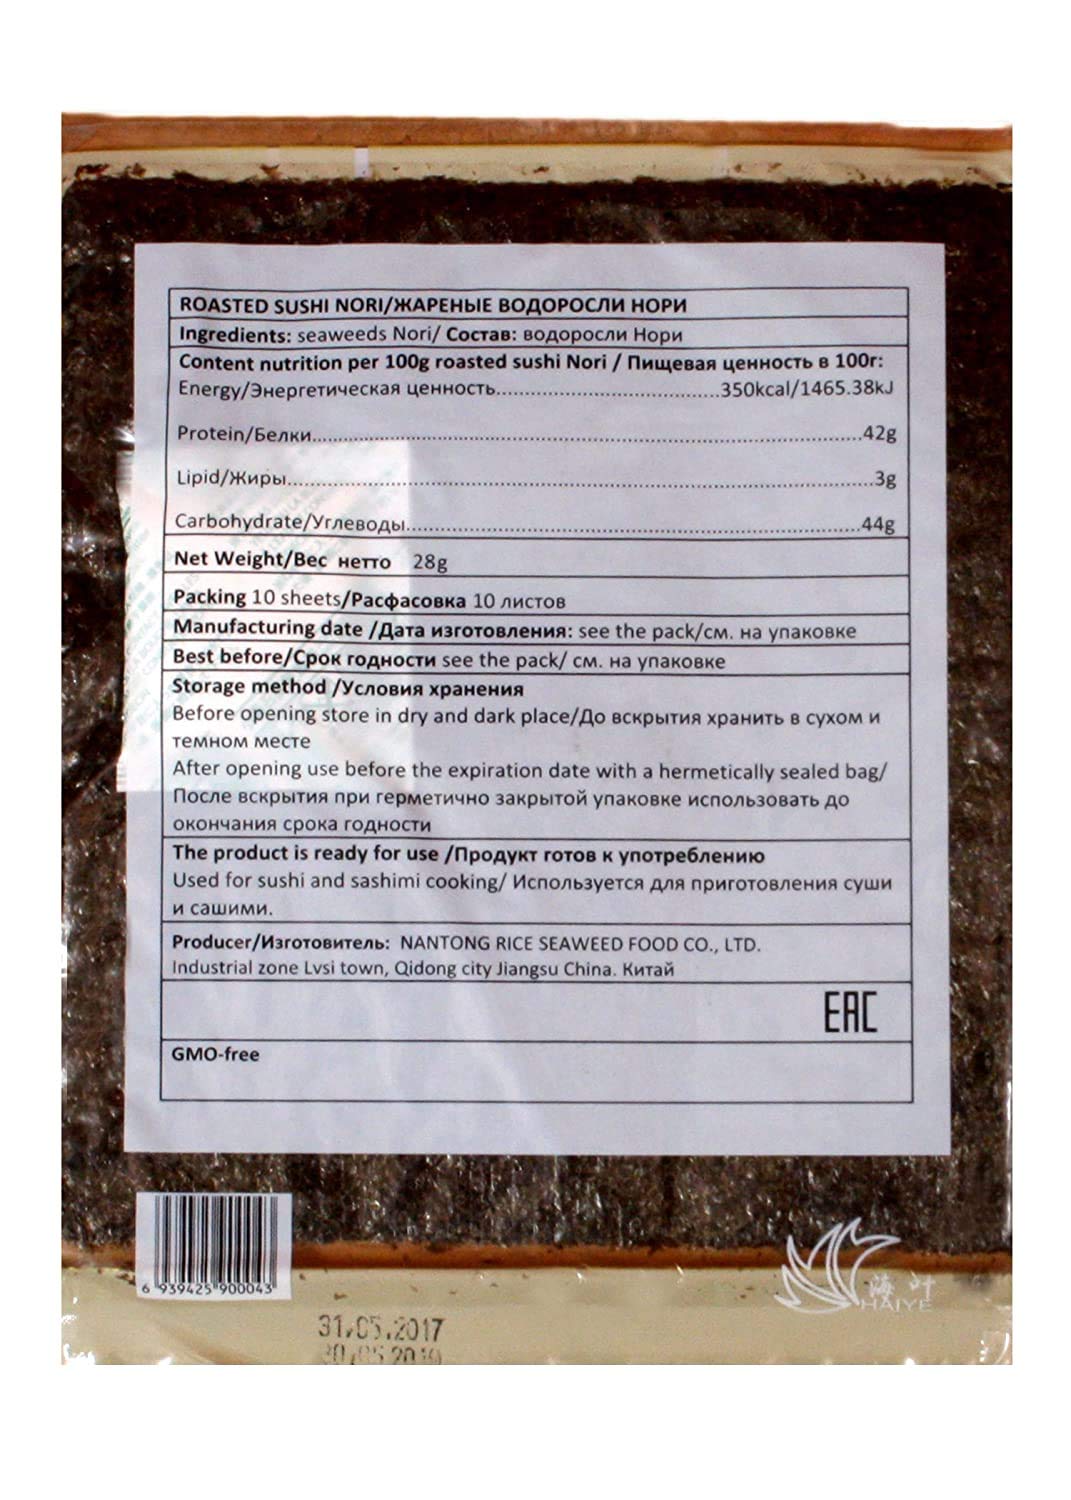 ROASTED SUSHI NORI/ЖАРЕНЫЕ ВОДОРОСЛИ НОРИ
Ingredients: seaweeds Nori/ Состав: водоросли Нори
Content nutrition per 100g roasted sushi Nori / Пищевая ценность в 100г:
Energy/Энергетическая ценность......................................350kcal/1465.38kJ
Protein/Белки..............................................................................................42g
Lipid/Жиры....................................................................................................3g
Carbohydrate/Углеводы..............................................................................44g
Net Weight/Вес нетто 28g
Packing 10 sheets/Расфасовка 10 листов
Manufacturing date /Дата изготовления: see the pack/см. на упаковке
Best before/Срок годности see the pack/ см. на упаковке
Storage method /Условия хранения
Before opening store in dry and dark place/До вскрытия хранить в сухом и
темном месте
After opening use before the expiration date with a hermetically sealed bag/
После вскрытия при герметично закрытой упаковке использовать до
окончания срока годности
The product is ready for use /Продукт готов к употреблению
Used for sushi and sashimi cooking/ Используется для приготовления суши
и сашими.
Producer/Изготовитель: NANTONG RICE SEAWEED FOOD CO., LTD.
Industrial zone Lvsi town, Qidong city Jiangsu China. Китай
EAC
GMO-free
6 939425 900043
海叶
HAIYE
31.05.2017
30.05.2019